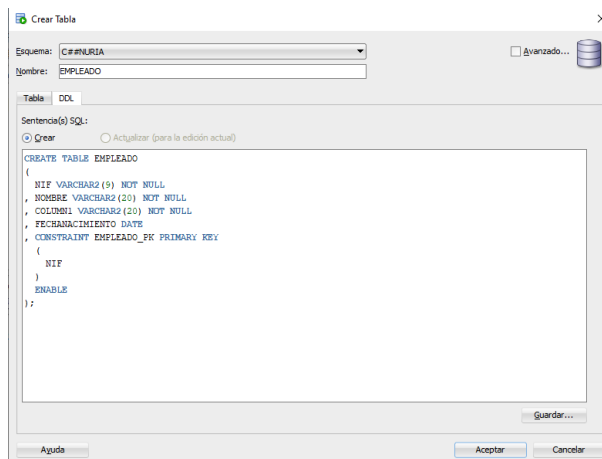 Crear Tabla
Esquema: C##NURIA
Avanzado...
Nombre: EMPLEADO
Tabla DDL
Sentencia(s) SQL:
Crear Actualizar (para la edición actual)
CREATE TABLE EMPLEADO
(
NIF VARCHAR2(9) NOT NULL
, NOMBRE VARCHAR2(20) NOT NULL
, COLUMN1 VARCHAR2(20) NOT NULL
, FECHANACIMIENTO DATE
, CONSTRAINT EMPLEADO_PK PRIMARY KEY
(
NIF
)
ENABLE
);
Guardar...
Ayuda Aceptar Cancelar